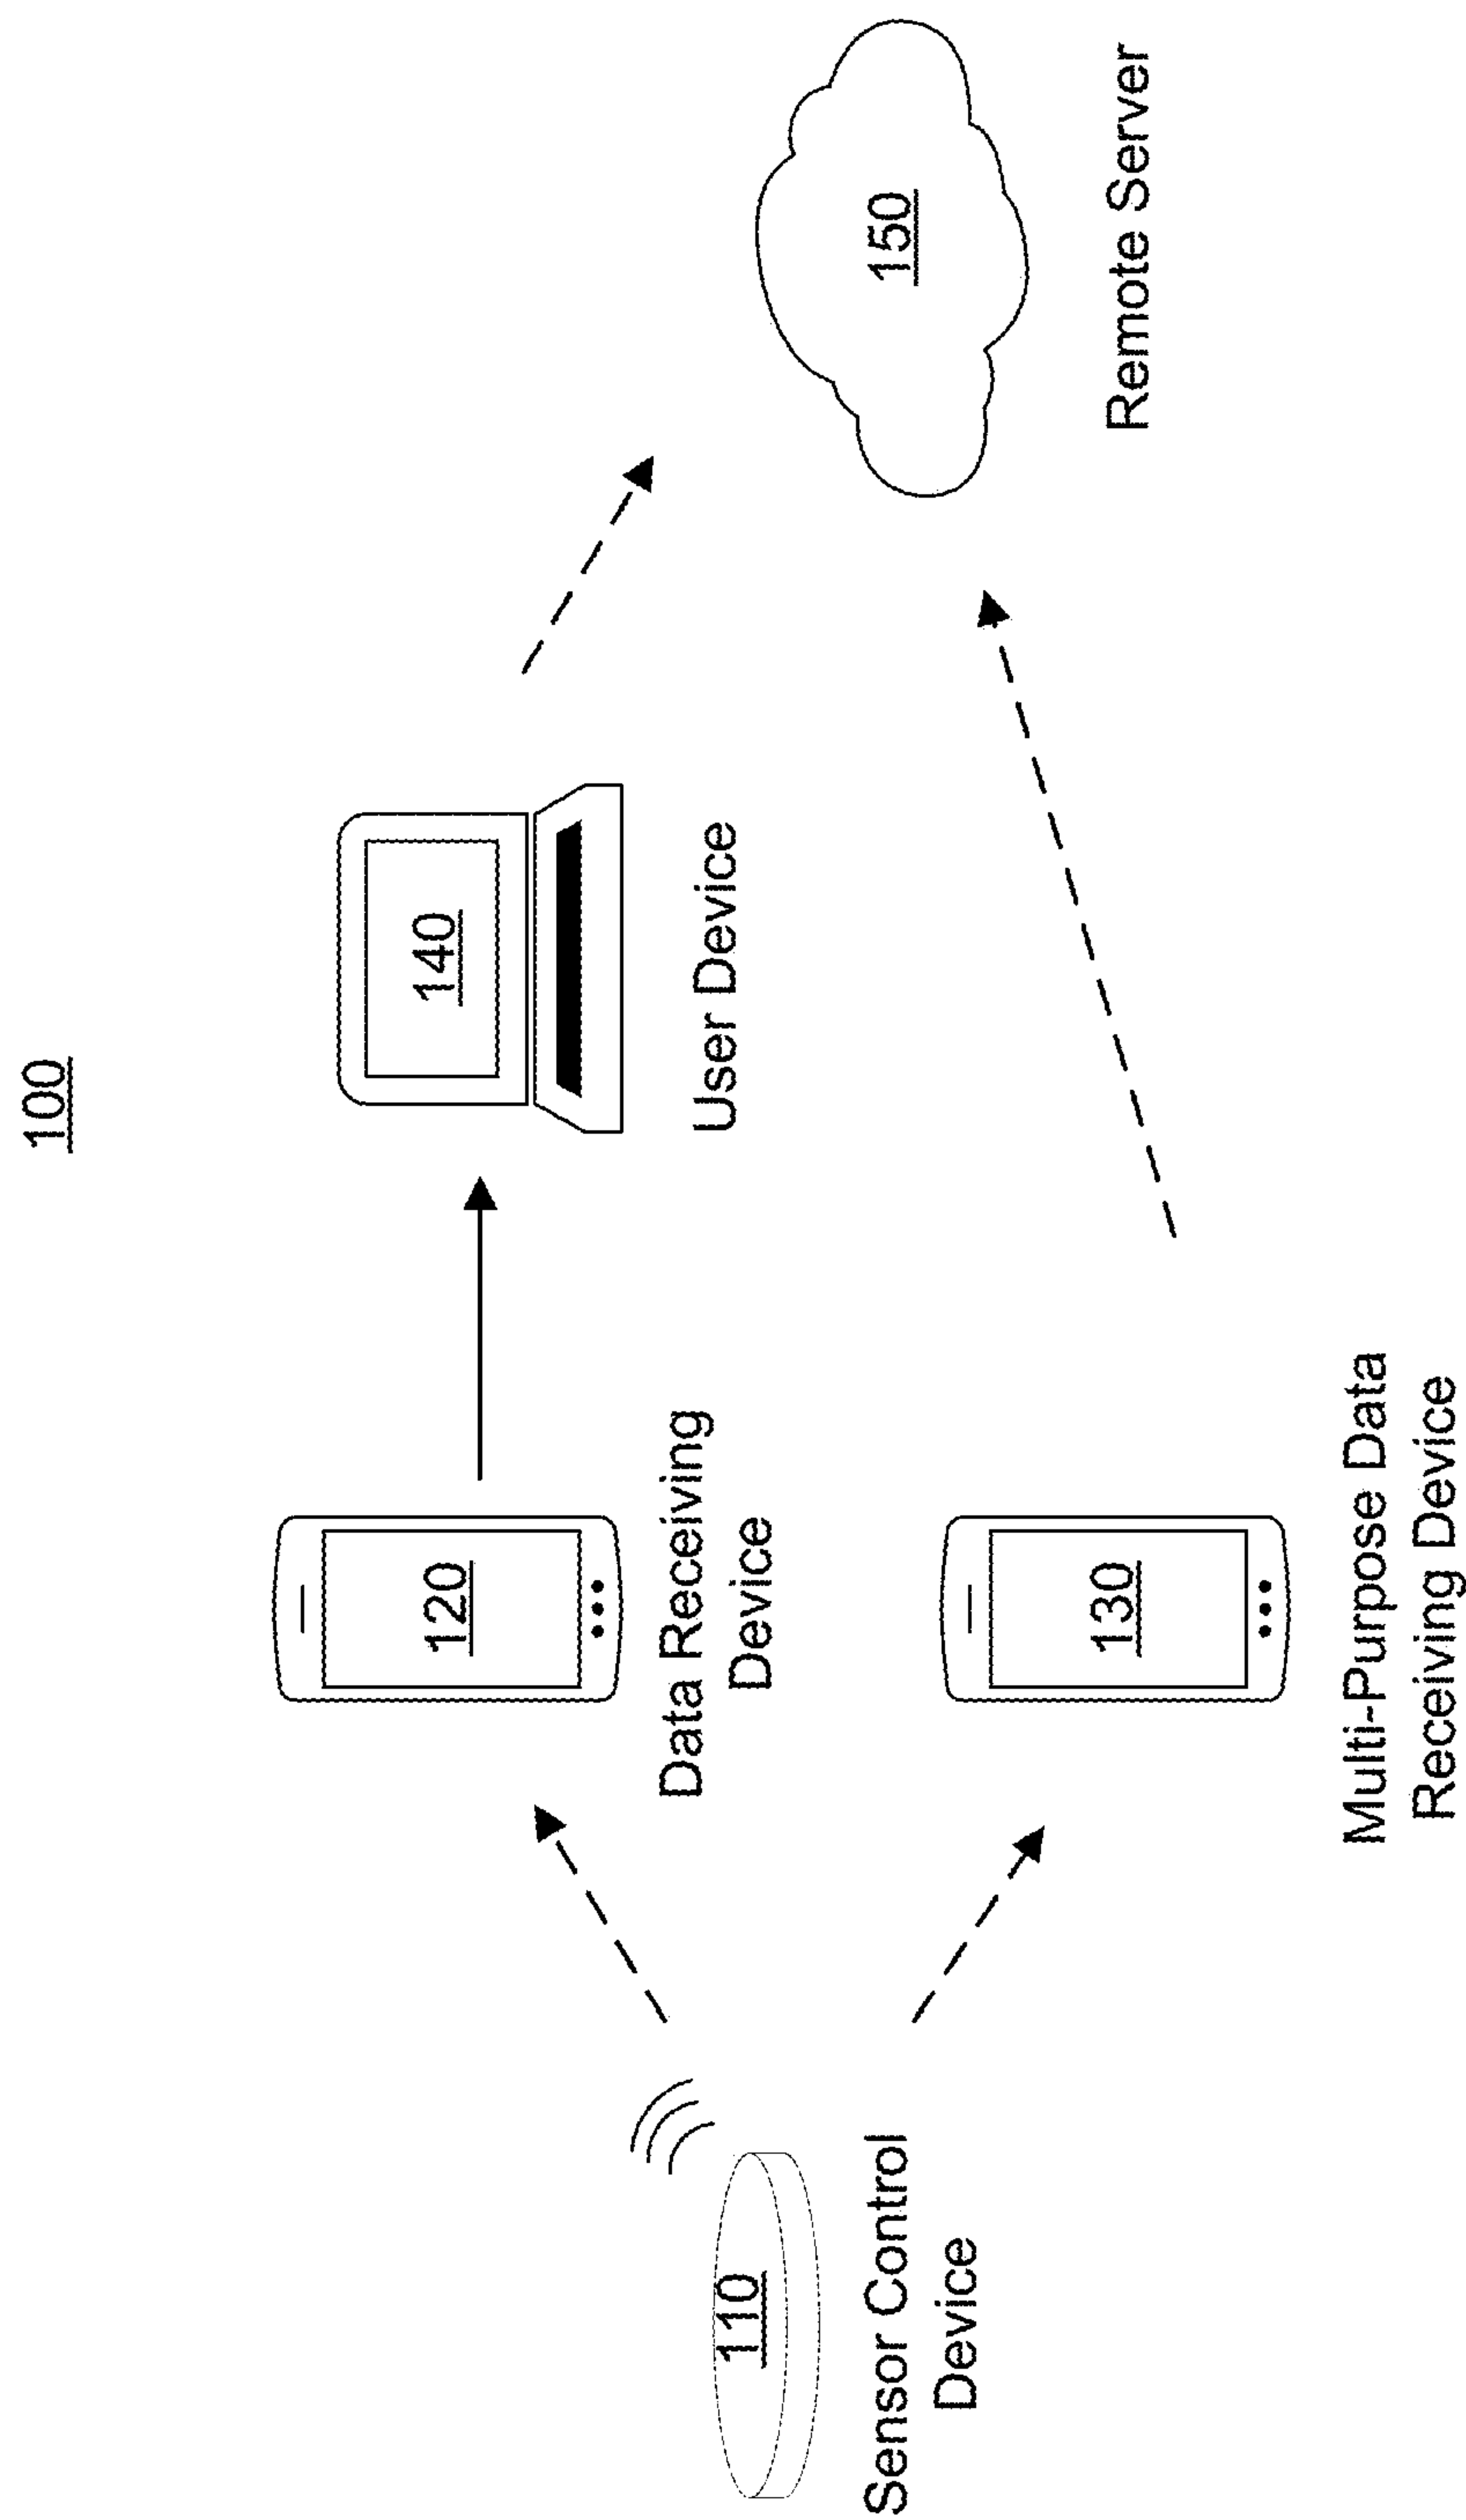 100
110
Sensor Control
Device
120
Data Receiving
Device
130
Multi-Purpose Data
Receiving Device
140
User Device
150
Remote Server